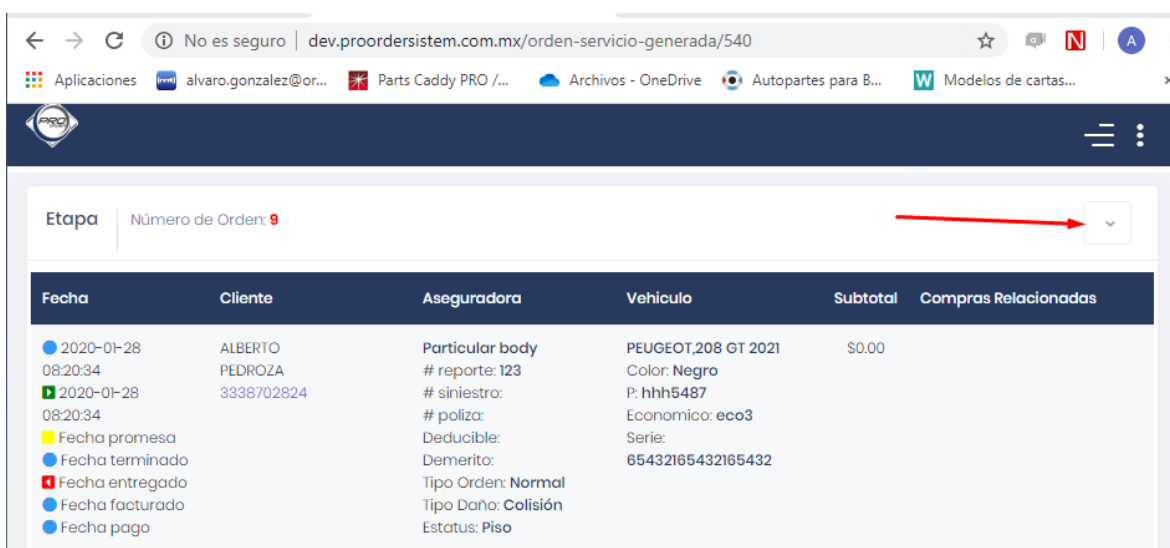 No es seguro | dev.proordersistem.com.mx/orden-servicio-generada/540
A
Aplicaciones alvaro.gonzalez@or... Parts Caddy PRO /... Archivos - OneDrive Autopartes para B... Modelos de cartas...
PRO
Etapa Número de Orden: 9
Fecha Cliente Aseguradora Vehiculo Subtotal Compras Relacionadas
2020-01-28 ALBERTO Particular body PEUGEOT,208 GT 2021 $0.00
08:20:34 PEDROZA # reporte: 123 Color: Negro
2020-01-28 3338702824 # siniestro: P: hhh5487
08:20:34 # poliza: Economico: eco3
Fecha promesa Deducible: Serie:
Fecha terminado Demerito: 65432165432165432
Fecha entregado Tipo Orden: Normal
Fecha facturado Tipo Daño: Colisión
Fecha pago Estatus: Piso